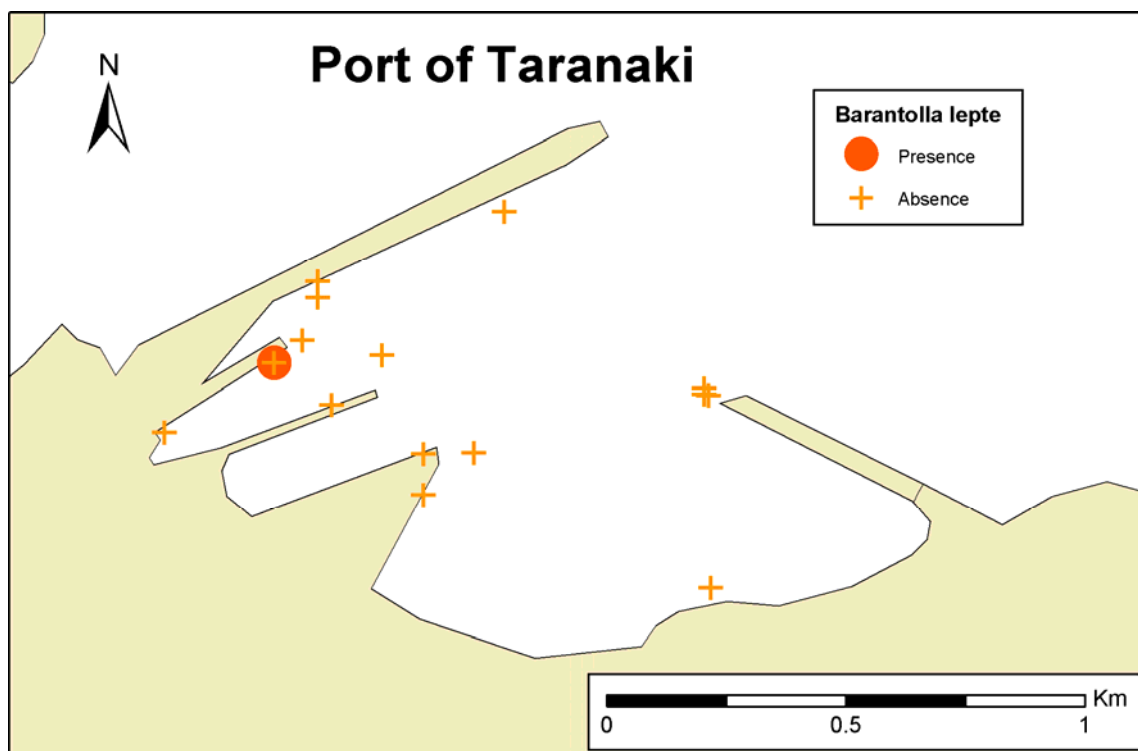 Port of Taranaki
N
Barantolla lepte
Presence
Absence
Km
0 0.5 1